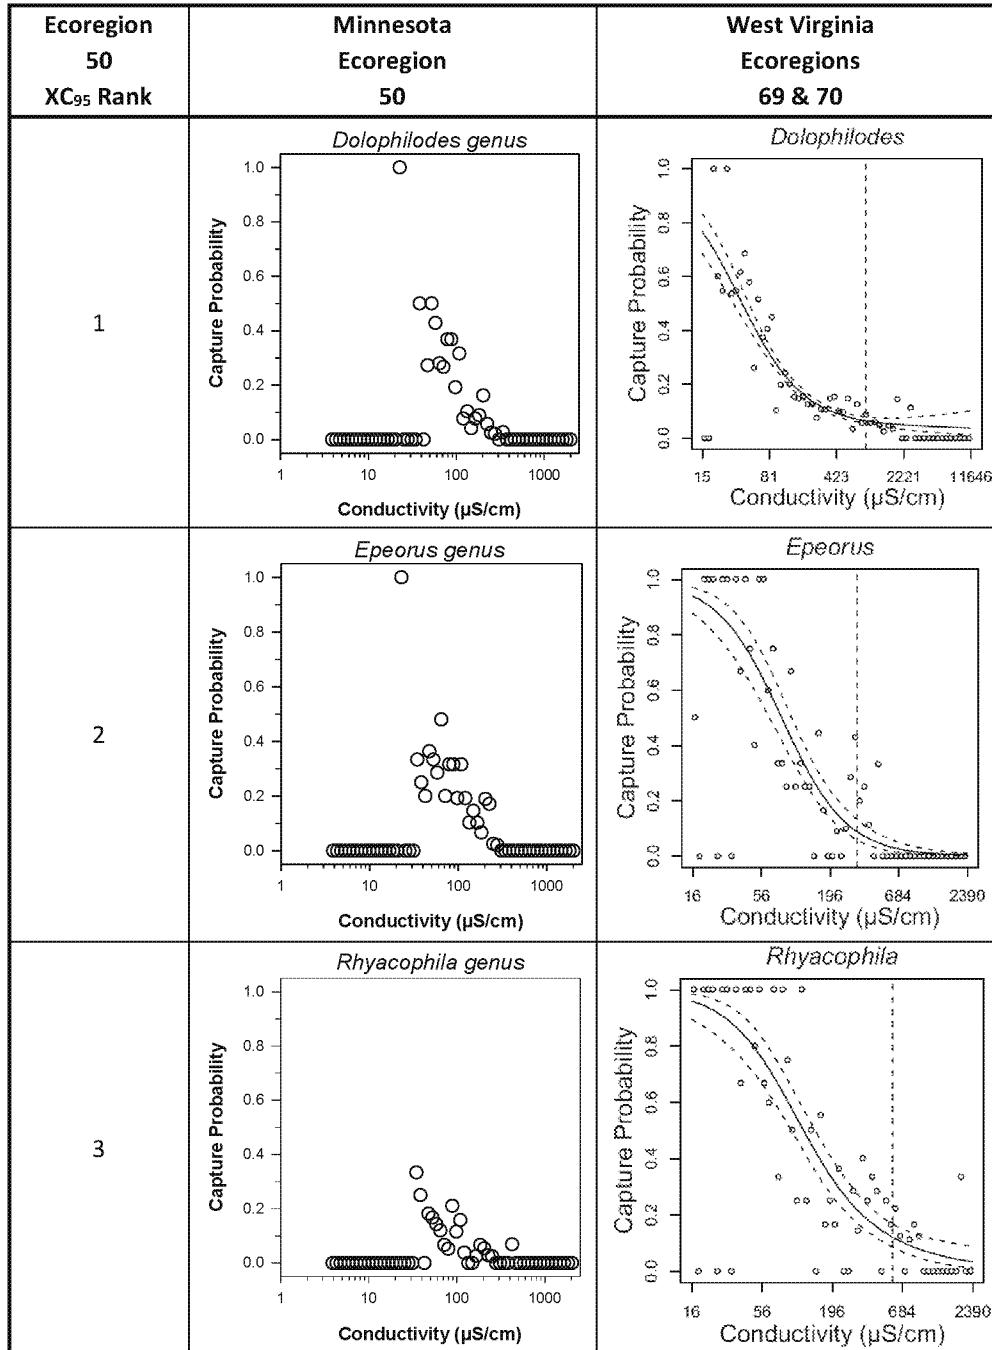 Ecoregion
50
XC₉₅ Rank
Minnesota
Ecoregion
50
West Virginia
Ecoregions
69 & 70
1
Dolophilodes genus
Capture Probability
1.0
0.8
0.6
0.4
0.2
0.0
1 10 100 1000
Conductivity (µS/cm)
Dolophilodes
Capture Probability
1.0
0.8
0.6
0.4
0.2
0.0
15 81 423 2221 11646
Conductivity (µS/cm)
2
Epeorus genus
Capture Probability
1.0
0.8
0.6
0.4
0.2
0.0
1 10 100 1000
Conductivity (µS/cm)
Epeorus
Capture Probability
1.0
0.8
0.6
0.4
0.2
0.0
16 56 196 684 2390
Conductivity (µS/cm)
3
Rhyacophila genus
Capture Probability
1.0
0.8
0.6
0.4
0.2
0.0
1 10 100 1000
Conductivity (µS/cm)
Rhyacophila
Capture Probability
1.0
0.8
0.6
0.4
0.2
0.0
16 56 196 684 2390
Conductivity (µS/cm)